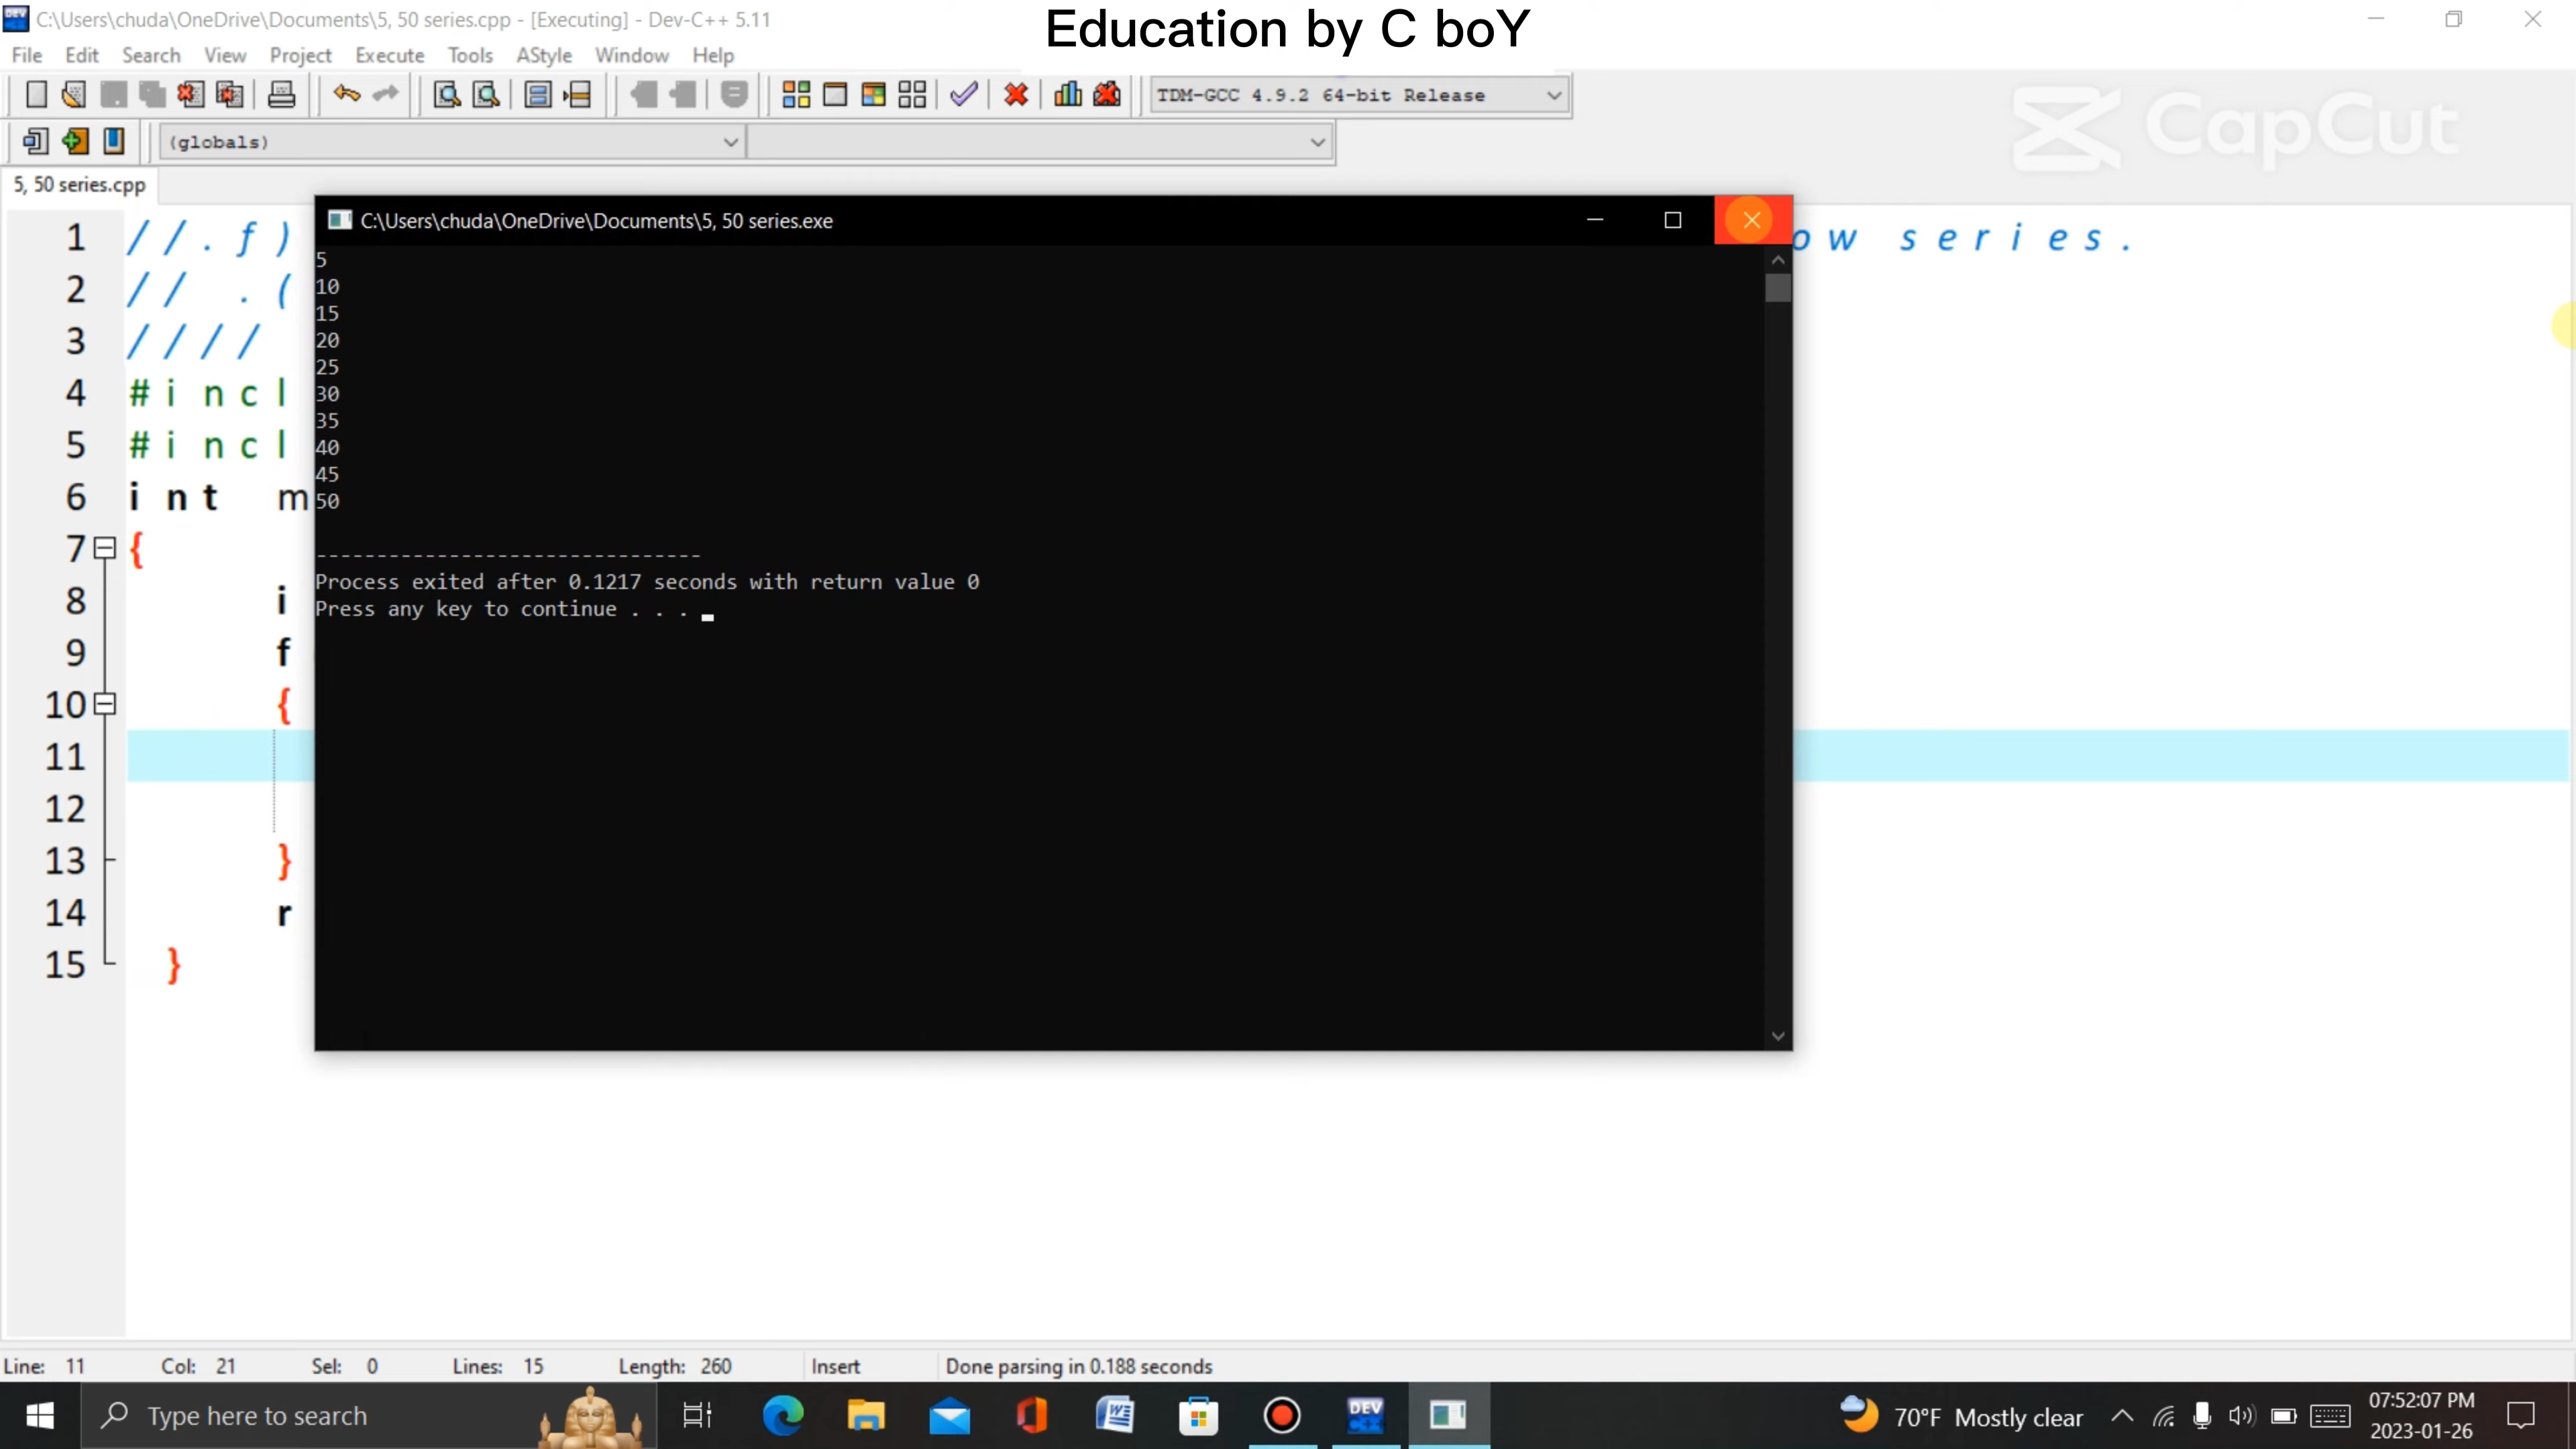 C:\Users\chuda\OneDrive\Documents\5, 50 series.cpp - [Executing] - Dev-C++ 5.11
Education by C boY
File Edit Search View Project Execute Tools AStyle Window Help
TDM-GCC 4.9.2 64-bit Release
CapCut
(globals)
5, 50 series.cpp
C:\Users\chuda\OneDrive\Documents\5, 50 series.exe
1 //.f) ow series.
2 // .(
3 ////
4 #incl
5 #incl
6 int m
7 {
8 i
9 f
10 {
11
12
13 }
14 r
15 }
5
10
15
20
25
30
35
40
45
50
--------------------------------
Process exited after 0.1217 seconds with return value 0
Press any key to continue . . .
Line: 11 Col: 21 Sel: 0 Lines: 15 Length: 260 Insert Done parsing in 0.188 seconds
Type here to search
DEV C++
70°F Mostly clear
07:52:07 PM
2023-01-26